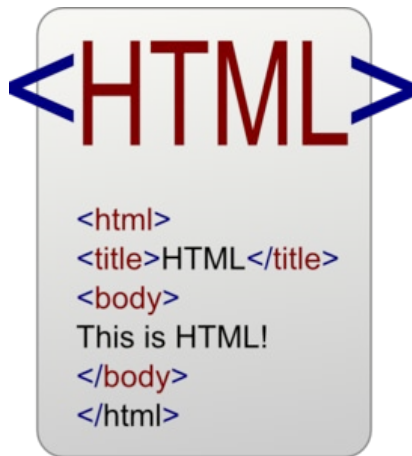 <HTML>
<html>
<title>HTML</title>
<body>
This is HTML!
</body>
</html>